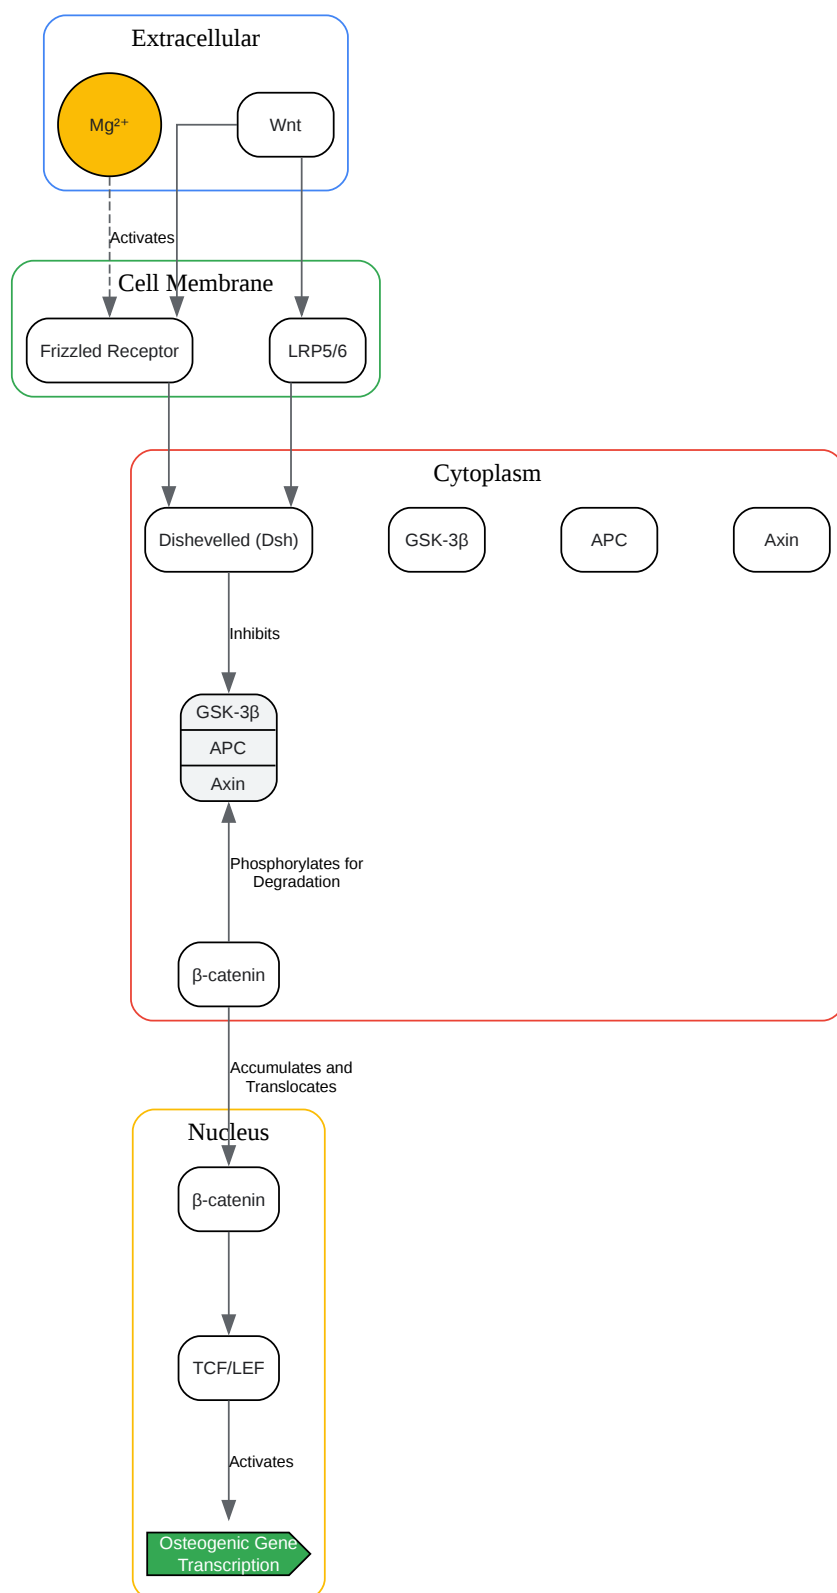 Extracellular
Mg²⁺
Wnt
Activates
Cell Membrane
Frizzled Receptor
LRP5/6
Cytoplasm
Dishevelled (Dsh)
GSK-3β
APC
Axin
Inhibits
GSK-3β
APC
Axin
Phosphorylates for
Degradation
β-catenin
Accumulates and
Translocates
Nucleus
β-catenin
TCF/LEF
Activates
Osteogenic Gene
Transcription